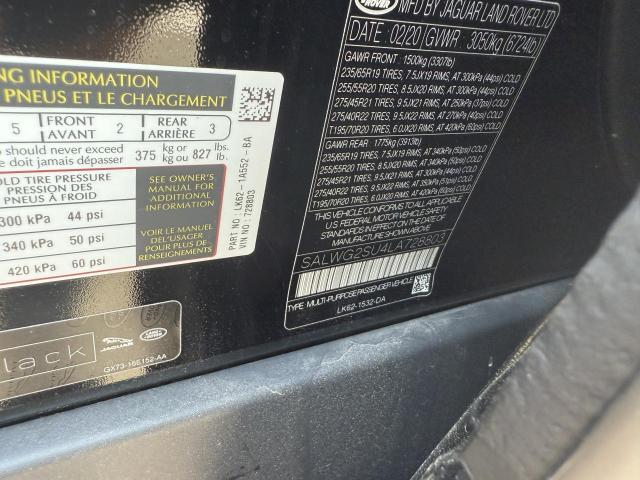 NG INFORMATION
PNEUS ET LE CHARGEMENT
5 FRONT AVANT 2 REAR ARRIÈRE 3
should never exceed 375 kg or 827 lbs.
ne doit jamais dépasser kg ou lb.
OLD TIRE PRESSURE
PRESSION DES
PNEUS À FROID
300 kPa 44 psi
340 kPa 50 psi
420 kPa 60 psi
SEE OWNER'S
MANUAL FOR
ADDITIONAL
INFORMATION
VOIR LE MANUEL
DE L'USAGER
POUR PLUS DE
RENSEIGNEMENTS
PART NO: LK62-1A552-BA
VIN NO: 728803
Black
JAGUAR
LAND ROVER
GX73-16E152-AA
ROVER
MFD BY JAGUAR LAND ROVER LTD
DATE: 02/20 GVWR - 3050kg (6724lb)
GAWR FRONT: 1500kg (3307lb)
235/65R19 TIRES, 7.5JX19 RIMS, AT 300kPa (44psi) COLD
255/55R20 TIRES, 8.5JX20 RIMS, AT 300kPa (44psi) COLD
275/45R21 TIRES, 9.5JX21 RIMS, AT 250kPa (37psi) COLD
275/40R22 TIRES, 9.5JX22 RIMS, AT 270kPa (40psi) COLD
T195/70R20 TIRES, 6.0JX20 RIMS, AT 420kPa (60psi) COLD
GAWR REAR: 1775kg (3913lb)
235/65R19 TIRES, 7.5JX19 RIMS, AT 340kPa (50psi) COLD
255/55R20 TIRES, 8.5JX20 RIMS, AT 340kPa (50psi) COLD
275/45R21 TIRES, 9.5JX21 RIMS, AT 300kPa (44psi) COLD
275/40R22 TIRES, 9.5JX22 RIMS, AT 350kPa (51psi) COLD
T195/70R20 TIRES, 6.0JX20 RIMS, AT 420kPa (60psi) COLD
THIS VEHICLE CONFORMS TO ALL APPLICABLE
U.S. FEDERAL MOTOR VEHICLE SAFETY
STANDARDS IN EFFECT ON THE DATE OF
MANUFACTURE SHOWN ABOVE
SALWG2SU4LA728803
TYPE: MULTI-PURPOSE PASSENGER VEHICLE
LK62-1532-DA